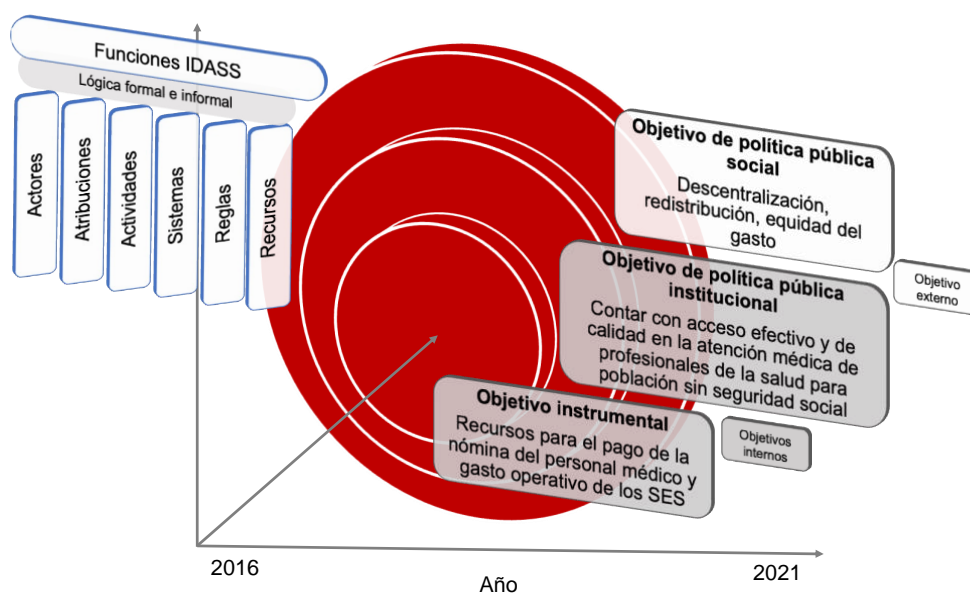 Funciones IDASS
Lógica formal e informal
Actores
Atribuciones
Actividades
Sistemas
Reglas
Recursos
Objetivo de política pública
social
Descentralización,
redistribución, equidad del
gasto
Objetivo
externo
Objetivo de política pública
institucional
Contar con acceso efectivo y de
calidad en la atención médica de
profesionales de la salud para
población sin seguridad social
Objetivo instrumental
Recursos para el pago de la
nómina del personal médico y
gasto operativo de los SES
Objetivos
internos
2016
Año
2021